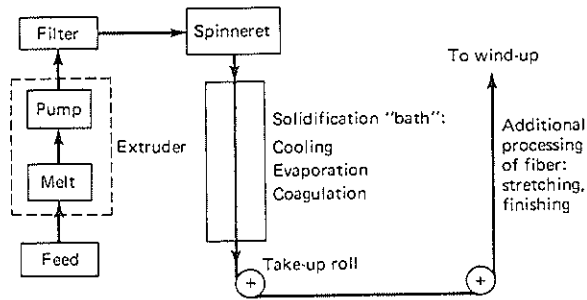 Filter
Spinneret
To wind-up
Pump
Extruder
Melt
Feed
Solidification "bath":
Cooling
Evaporation
Coagulation
Additional
processing
of fiber:
stretching,
finishing
Take-up roll
+
+